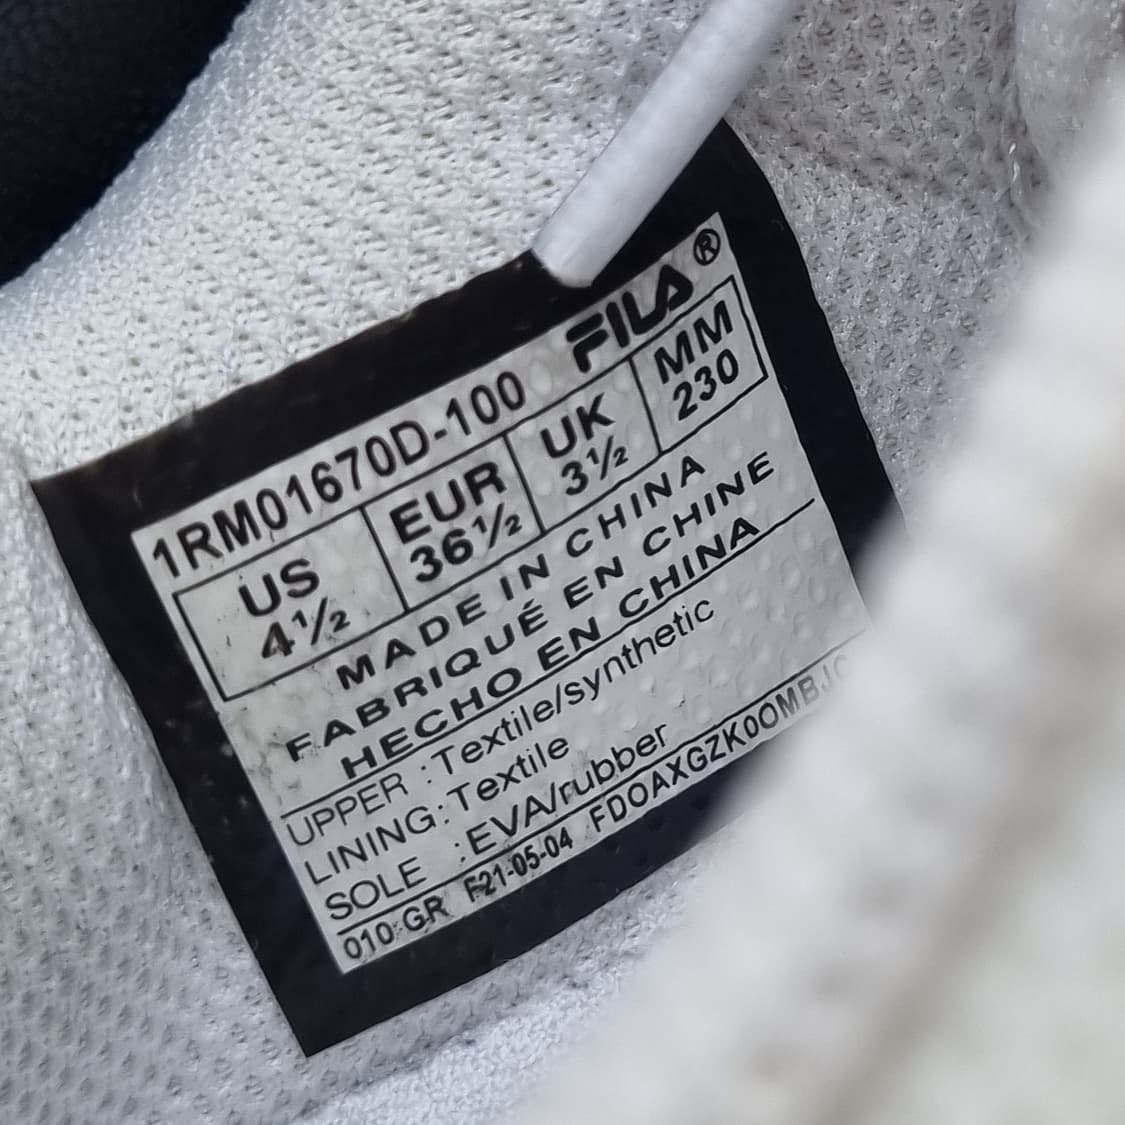 FILA®
1RM01670D-100
US EUR UK MM
4½ 36½ 3½ 230
MADE IN CHINA
FABRIQUÉ EN CHINE
HECHO EN CHINA
UPPER :Textile/synthetic
LINING:Textile
SOLE :EVA/rubber
010 GR F21-05-04